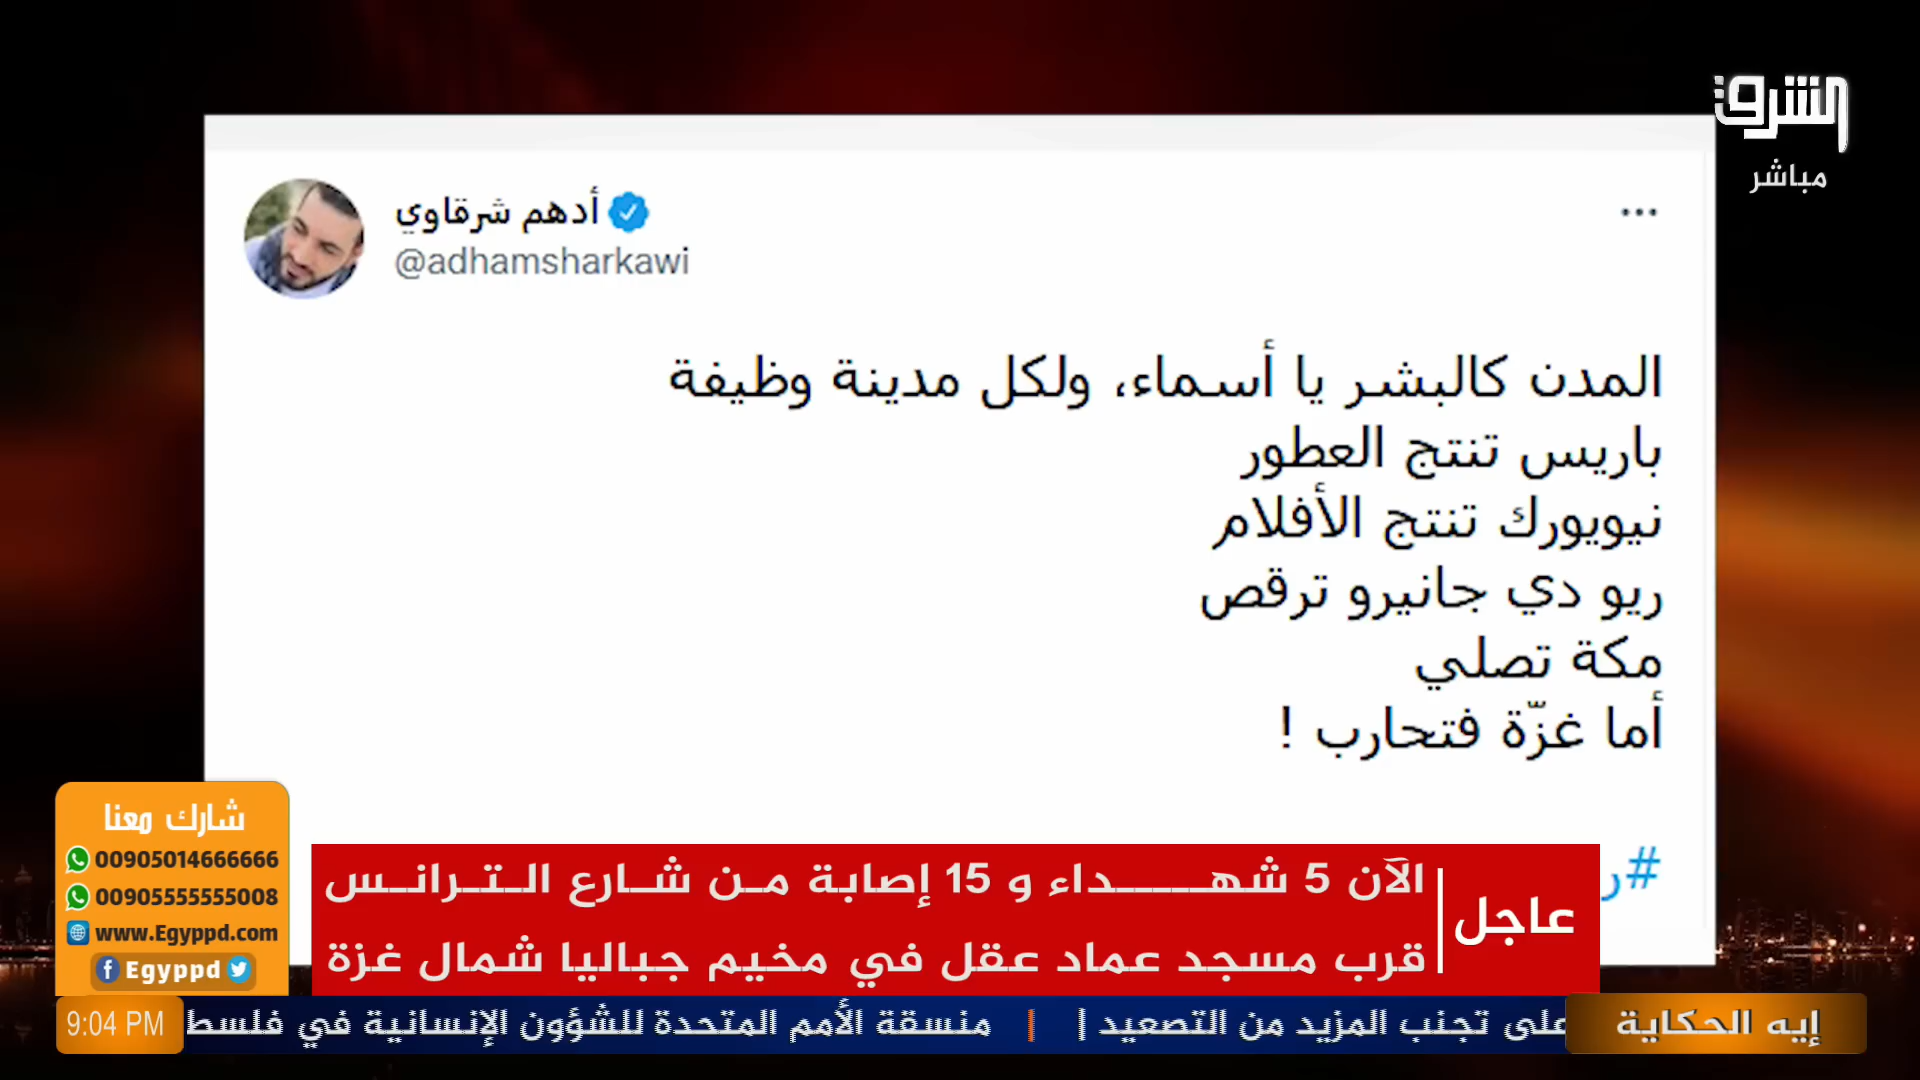 الشرق
مباشر
أدهم شرقاوي
@adhamsharkawi
المدن كالبشر يا أسماء، ولكل مدينة وظيفة
باريس تنتج العطور
نيويورك تنتج الأفلام
ريو دي جانيرو ترقص
مكة تصلي
أما غزّة فتحارب !
#ر
شارك معنا
00905014666666
00905555555008
www.Egyppd.com
Egyppd
عاجل
الآن 5 شهـــــــداء و 15 إصابة مـن شـارع الـتـرانـس
قرب مسجد عماد عقل في مخيم جباليا شمال غزة
إيه الحكاية
على تجنب المزيد من التصعيد | | منسقة الأمم المتحدة للشؤون الإنسانية في فلسط
9:04 PM